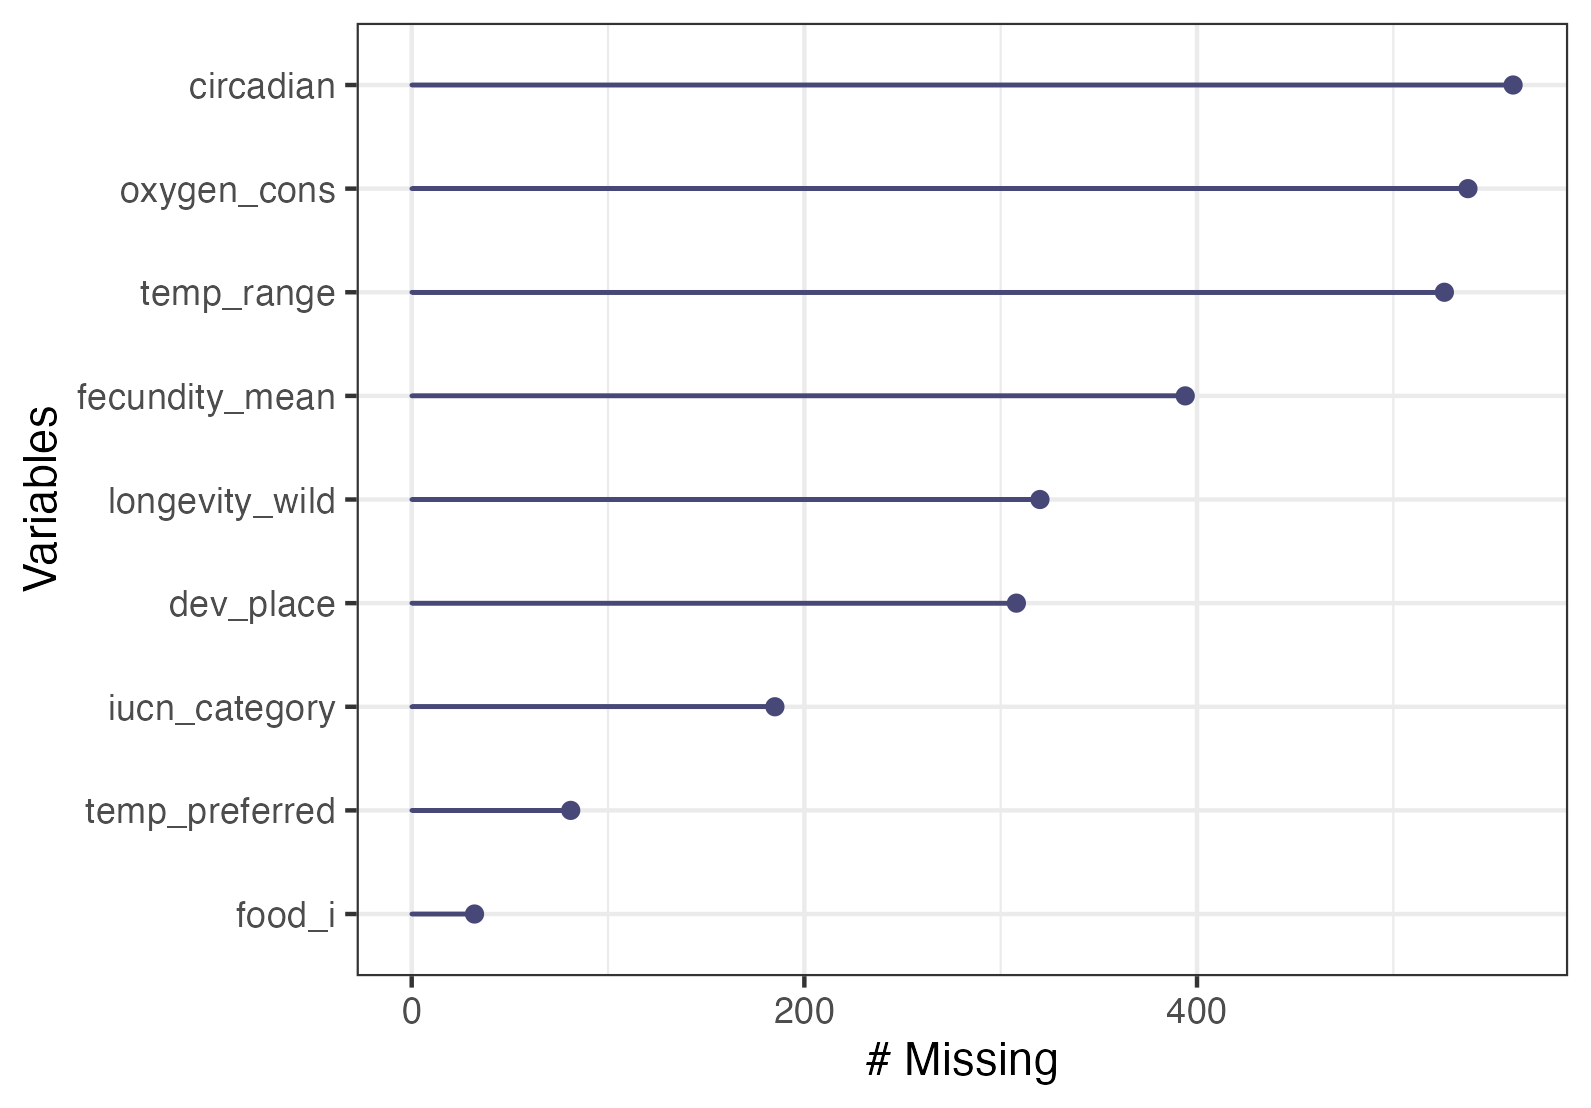 Variables
circadian
oxygen_cons
temp_range
fecundity_mean
longevity_wild
dev_place
iucn_category
temp_preferred
food_i
0 200 400
# Missing